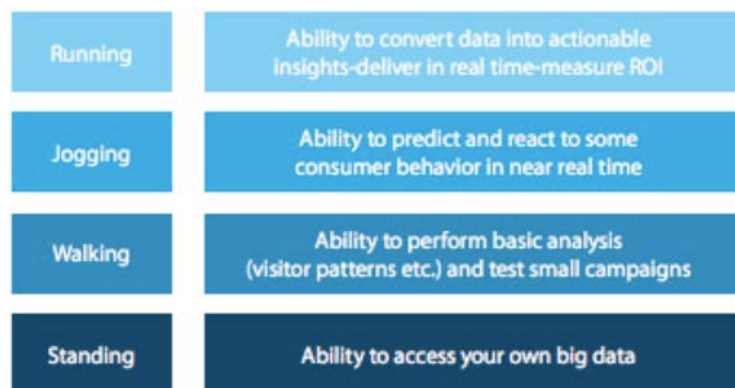 Running
Ability to convert data into actionable
insights-deliver in real time-measure ROI
Jogging
Ability to predict and react to some
consumer behavior in near real time
Walking
Ability to perform basic analysis
(visitor patterns etc.) and test small campaigns
Standing
Ability to access your own big data